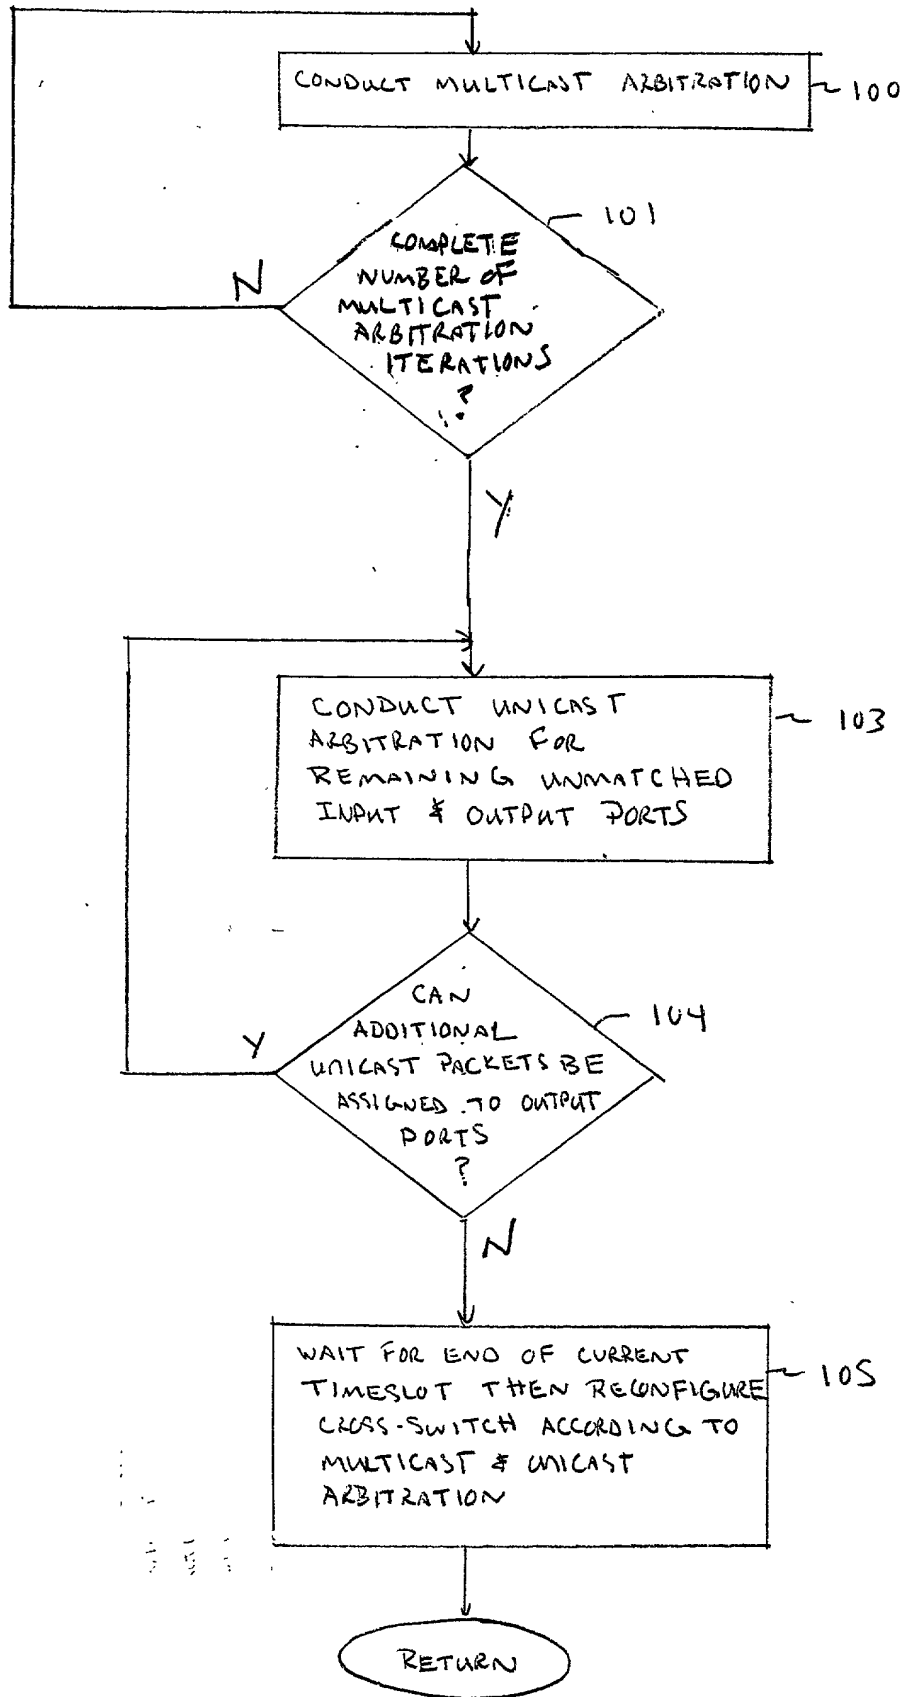 CONDUCT MULTICAST ARBITRATION
100
101
COMPLETE
NUMBER OF
MULTICAST
ARBITRATION
ITERATIONS
?
N
Y
CONDUCT UNICAST
ARBITRATION FOR
REMAINING UNMATCHED
INPUT & OUTPUT PORTS
103
CAN
ADDITIONAL
UNICAST PACKETS BE
ASSIGNED TO OUTPUT
PORTS
?
104
Y
N
WAIT FOR END OF CURRENT
TIMESLOT THEN RECONFIGURE
CROSS-SWITCH ACCORDING TO
MULTICAST & UNICAST
ARBITRATION
105
RETURN